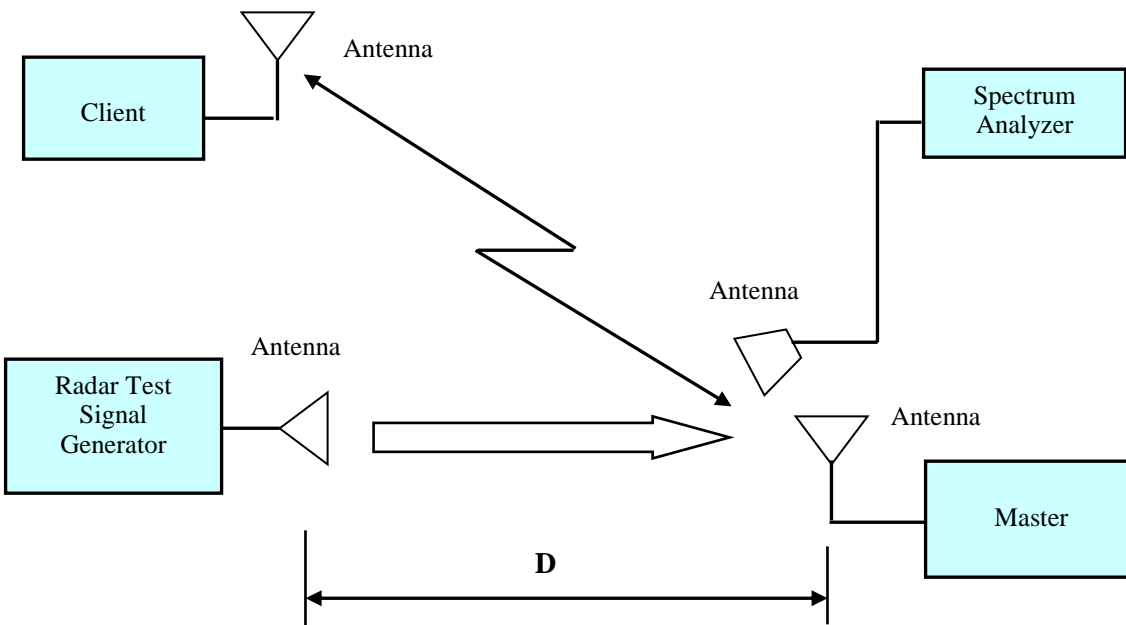 Antenna
Client
Spectrum
Analyzer
Antenna
Antenna
Radar Test
Signal
Generator
Antenna
Master
D